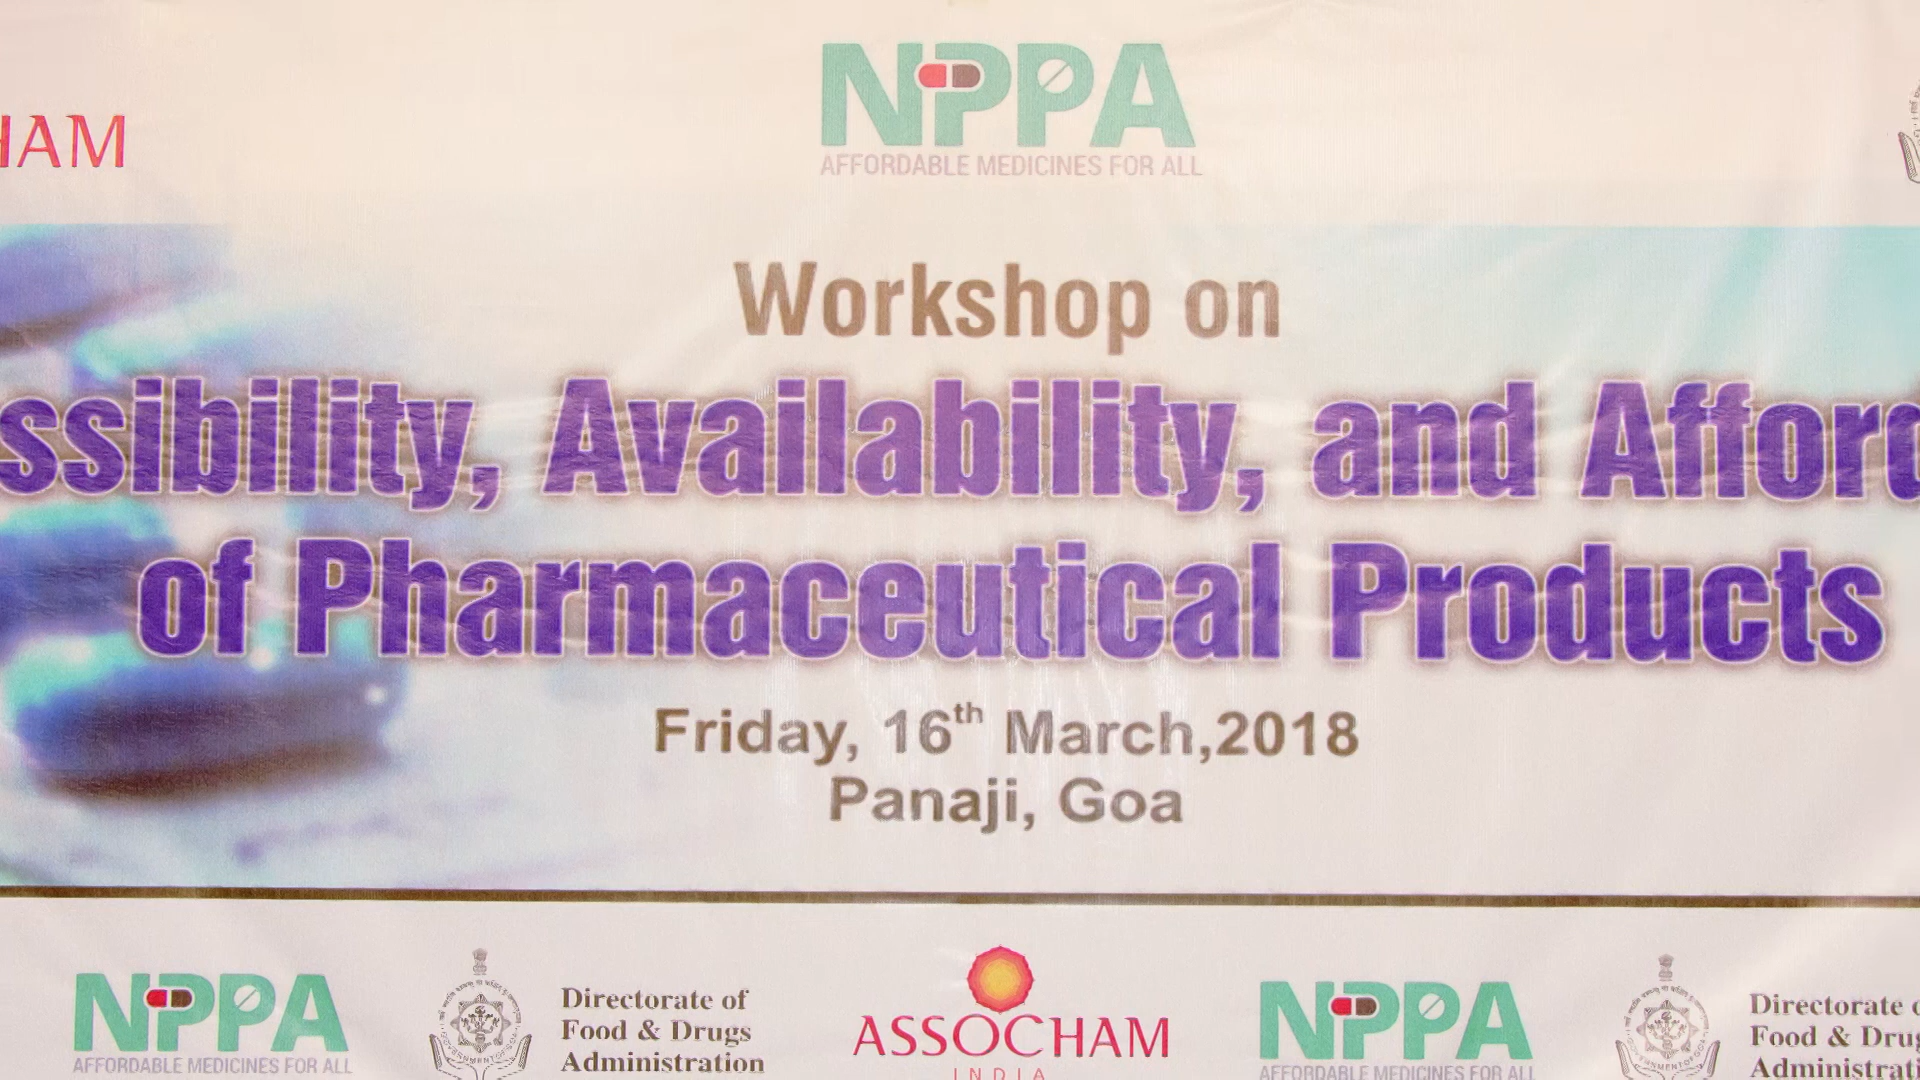 HAM
NPPA
AFFORDABLE MEDICINES FOR ALL
Workshop on
ssibility, Availability, and Afford
of Pharmaceutical Products
Friday, 16th March,2018
Panaji, Goa
NPPA
AFFORDABLE MEDICINES FOR ALL
Directorate of
Food & Drugs
Administration
ASSOCHAM
INDIA
NPPA
AFFORDABLE MEDICINES FOR ALL
Directorate o
Food & Drug
Administrati